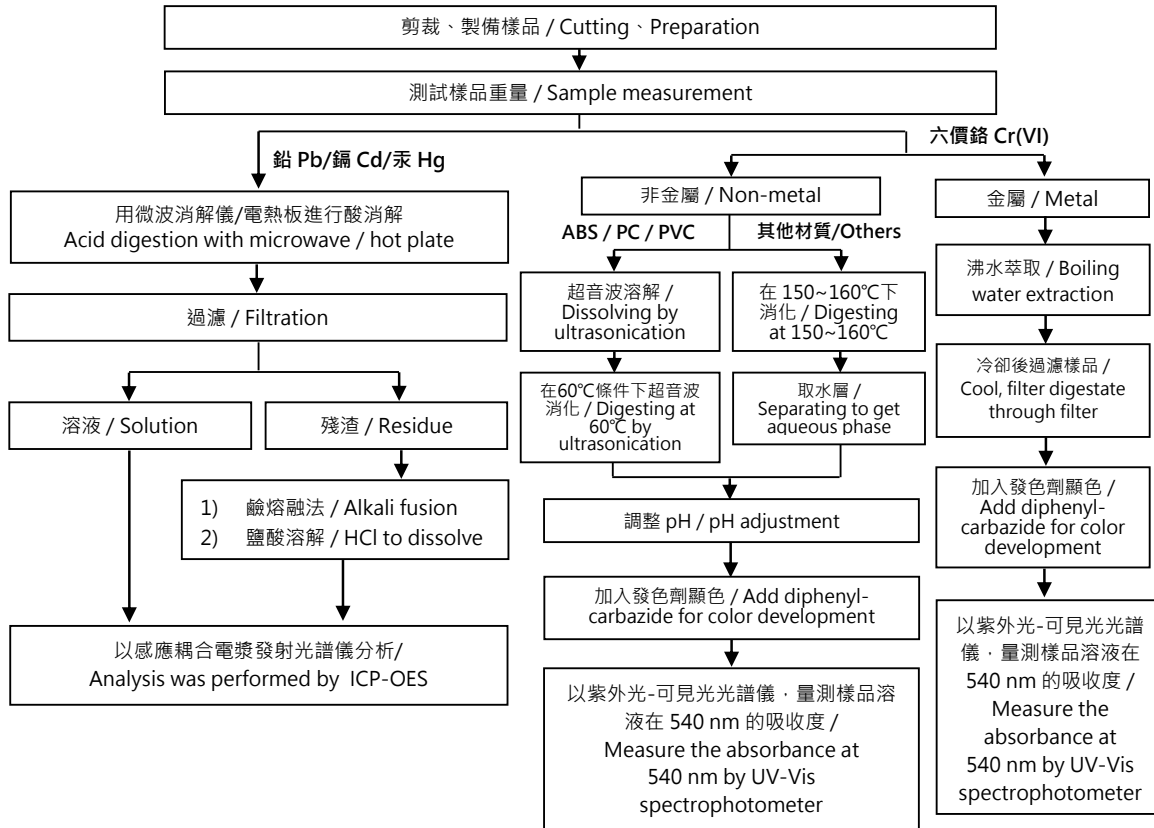 剪裁、製備樣品 / Cutting、Preparation
測試樣品重量 / Sample measurement
鉛 Pb/鎘 Cd/汞 Hg
六價鉻 Cr(VI)
用微波消解儀/電熱板進行酸消解
Acid digestion with microwave / hot plate
過濾 / Filtration
溶液 / Solution
殘渣 / Residue
1) 鹼熔融法 / Alkali fusion
2) 鹽酸溶解 / HCl to dissolve
以感應耦合電漿發射光譜儀分析/
Analysis was performed by ICP-OES
非金屬 / Non-metal
ABS / PC / PVC
其他材質/Others
超音波溶解 /
Dissolving by
ultrasonication
在60℃條件下超音波
消化 / Digesting at
60℃ by
ultrasonication
在 150~160℃下
消化 / Digesting
at 150~160℃
取水層 /
Separating to get
aqueous phase
調整 pH / pH adjustment
加入發色劑顯色 / Add diphenyl-
carbazide for color development
以紫外光-可見光光譜儀，量測樣品溶
液在 540 nm 的吸收度 /
Measure the absorbance at
540 nm by UV-Vis
spectrophotometer
金屬 / Metal
沸水萃取 / Boiling
water extraction
冷卻後過濾樣品 /
Cool, filter digestate
through filter
加入發色劑顯色 /
Add diphenyl-
carbazide for color
development
以紫外光-可見光光譜
儀，量測樣品溶液在
540 nm 的吸收度 /
Measure the
absorbance at
540 nm by UV-Vis
spectrophotometer